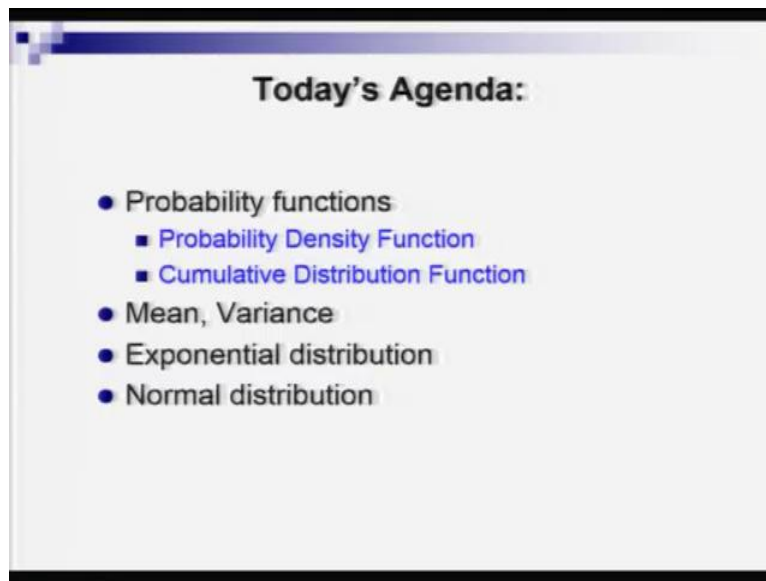 Today's Agenda:
Probability functions
Probability Density Function
Cumulative Distribution Function
Mean, Variance
Exponential distribution
Normal distribution